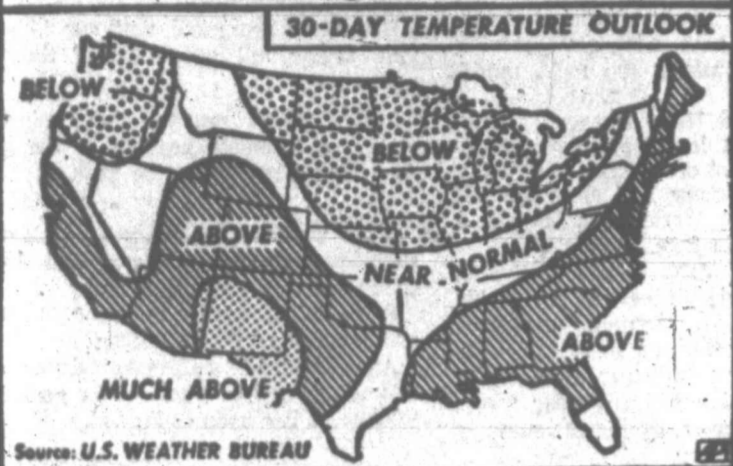 30-DAY TEMPERATURE OUTLOOK
BELOW
BELOW
ABOVE
NEAR NORMAL
ABOVE
MUCH ABOVE
Source: U.S. WEATHER BUREAU